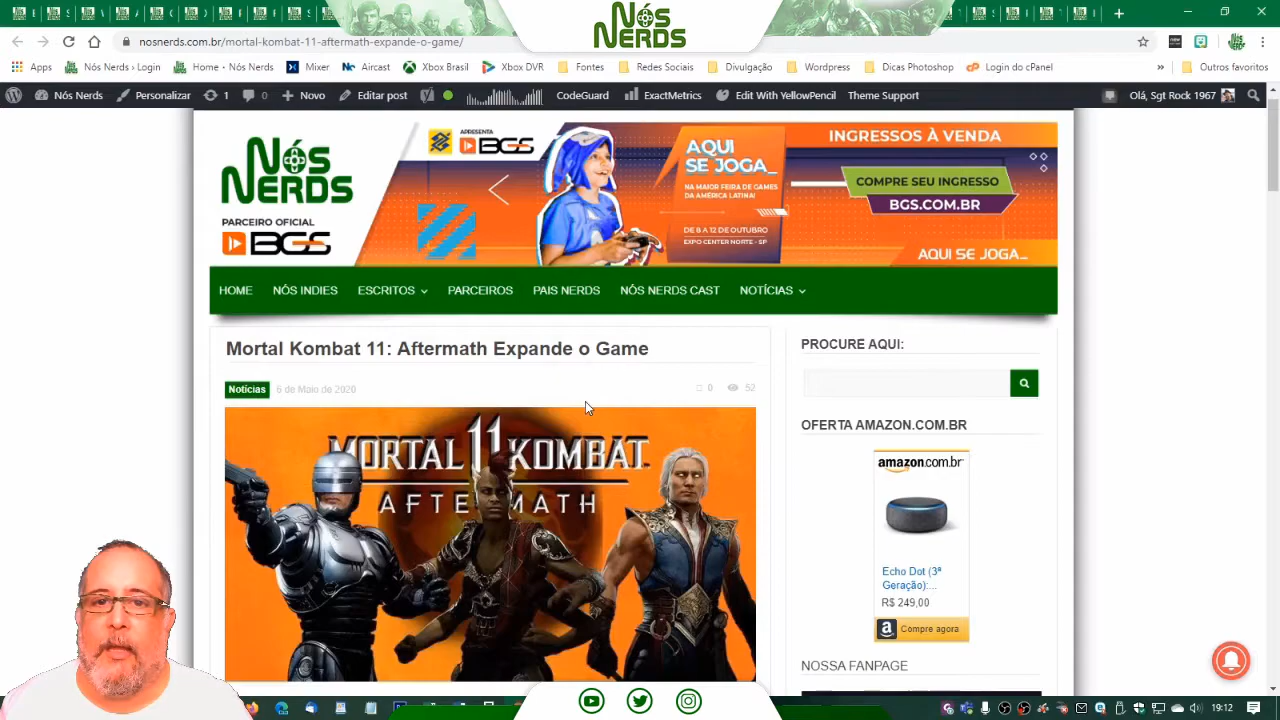 NÓS
NERDS
nosnerds.com.br/mortal-kombat-11-aftermath-expande-o-game/
Apps
Nós Nerds › Login
Home - Nós Nerds
Mixer
Aircast
Xbox Brasil
Xbox DVR
Fontes
Redes Sociais
Divulgação
Wordpress
Dicas Photoshop
Login do cPanel
»
Outros favoritos
Nós Nerds
Personalizar
1
0
Novo
Editar post
CodeGuard
ExactMetrics
Edit With YellowPencil
Theme Support
Olá, Sgt Rock 1967
NÓS
NERDS
PARCEIRO OFICIAL
BGS
APRESENTA
BGS
AQUI
SE JOGA_
NA MAIOR FEIRA DE GAMES
DA AMÉRICA LATINA!
DE 8 A 12 DE OUTUBRO
EXPO CENTER NORTE - SP
INGRESSOS À VENDA
COMPRE SEU INGRESSO
BGS.COM.BR
AQUI SE JOGA_
HOME
NÓS INDIES
ESCRITOS
PARCEIROS
PAIS NERDS
NÓS NERDS CAST
NOTÍCIAS
Mortal Kombat 11: Aftermath Expande o Game
Notícias
6 de Maio de 2020
0
52
MORTAL 11 KOMBAT
AFTERMATH
PROCURE AQUI:
OFERTA AMAZON.COM.BR
amazon.com.br
Echo Dot (3ª
Geração):...
R$ 249,00
Compre agora
NOSSA FANPAGE
19:12